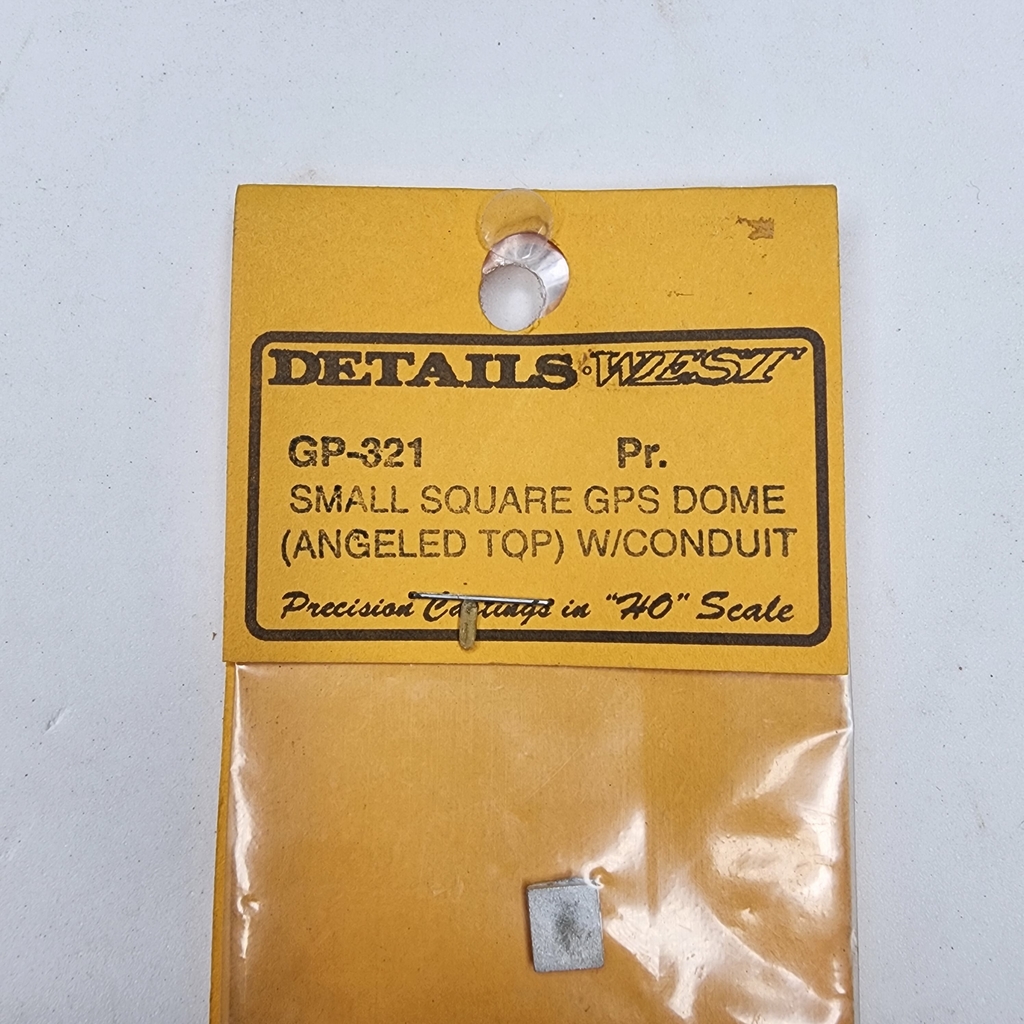 DETAILS·WEST
GP-321 Pr.
SMALL SQUARE GPS DOME
(ANGELED TOP) W/CONDUIT
Precision Castings in "HO" Scale